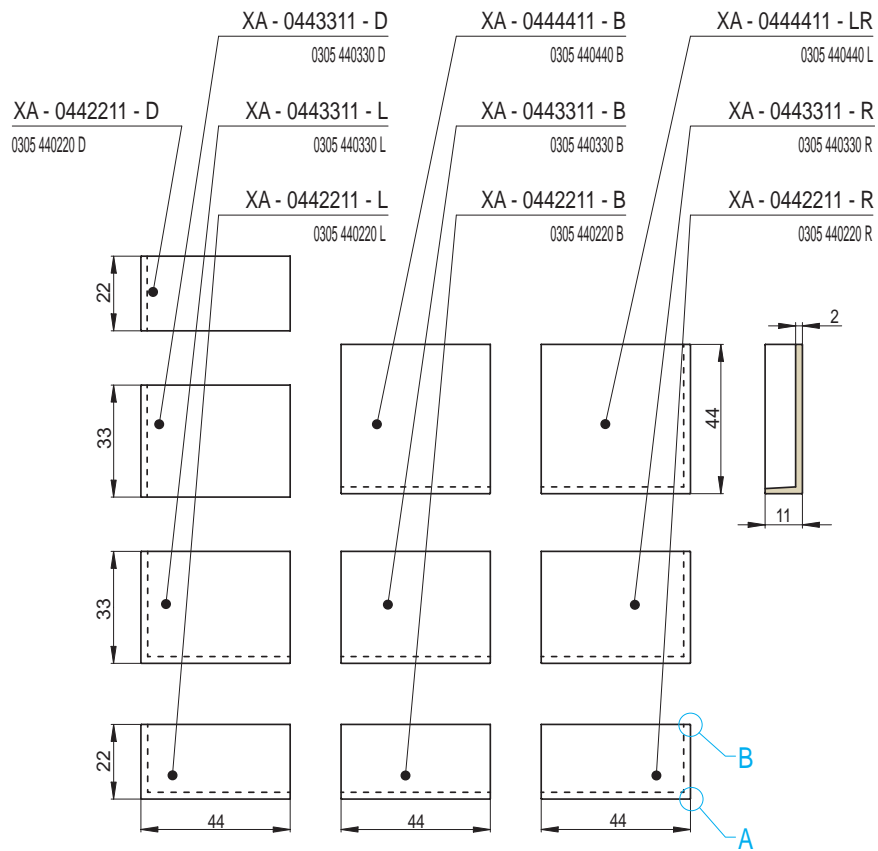 XA - 0443311 - D
0305 440330 D
XA - 0444411 - B
0305 440440 B
XA - 0444411 - LR
0305 440440 L
XA - 0442211 - D
0305 440220 D
XA - 0443311 - L
0305 440330 L
XA - 0443311 - B
0305 440330 B
XA - 0443311 - R
0305 440330 R
XA - 0442211 - L
0305 440220 L
XA - 0442211 - B
0305 440220 B
XA - 0442211 - R
0305 440220 R
22
2
33
44
11
33
22
B
44
44
44
A